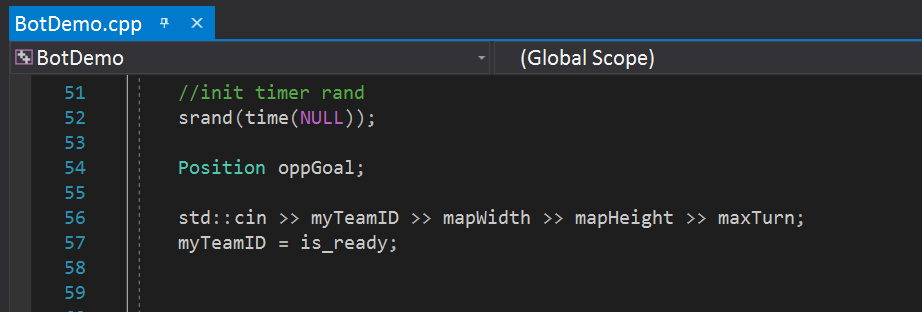 BotDemo.cpp
BotDemo (Global Scope)
51 //init timer rand
52 srand(time(NULL));
53
54 Position oppGoal;
55
56 std::cin >> myTeamID >> mapWidth >> mapHeight >> maxTurn;
57 myTeamID = is_ready;
58
59